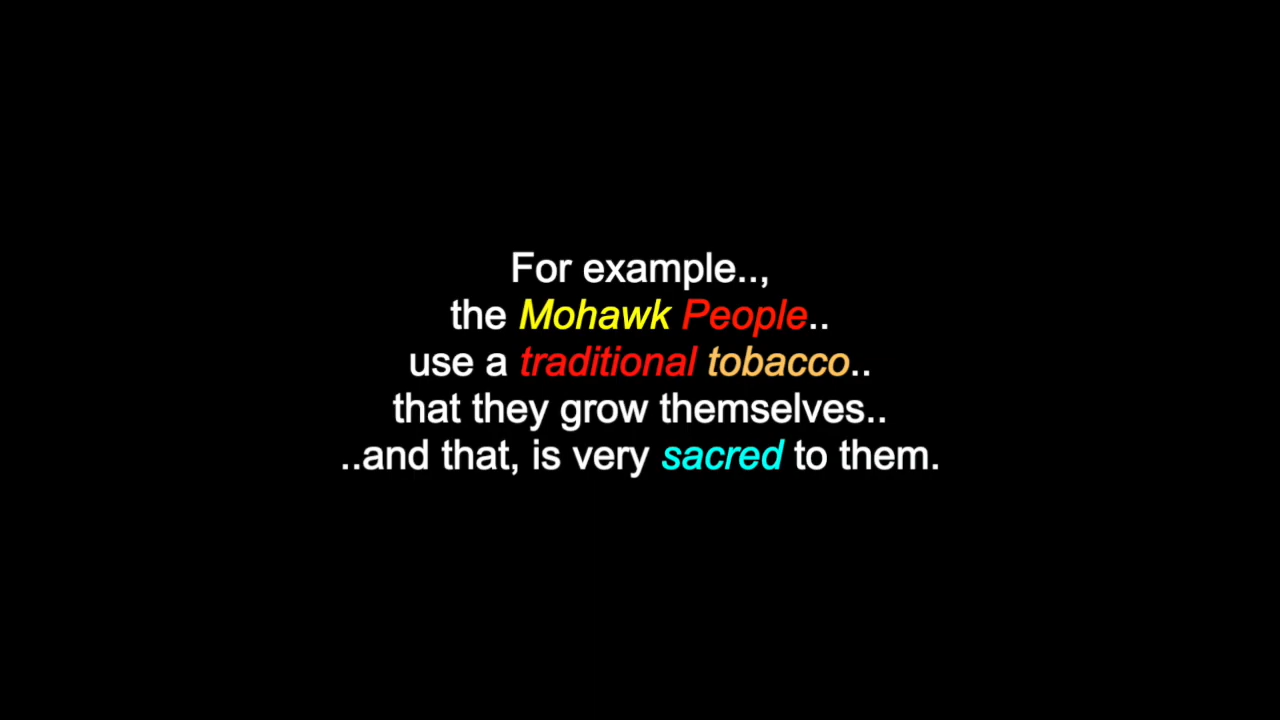 For example..,
the Mohawk People..
use a traditional tobacco..
that they grow themselves..
..and that, is very sacred to them.